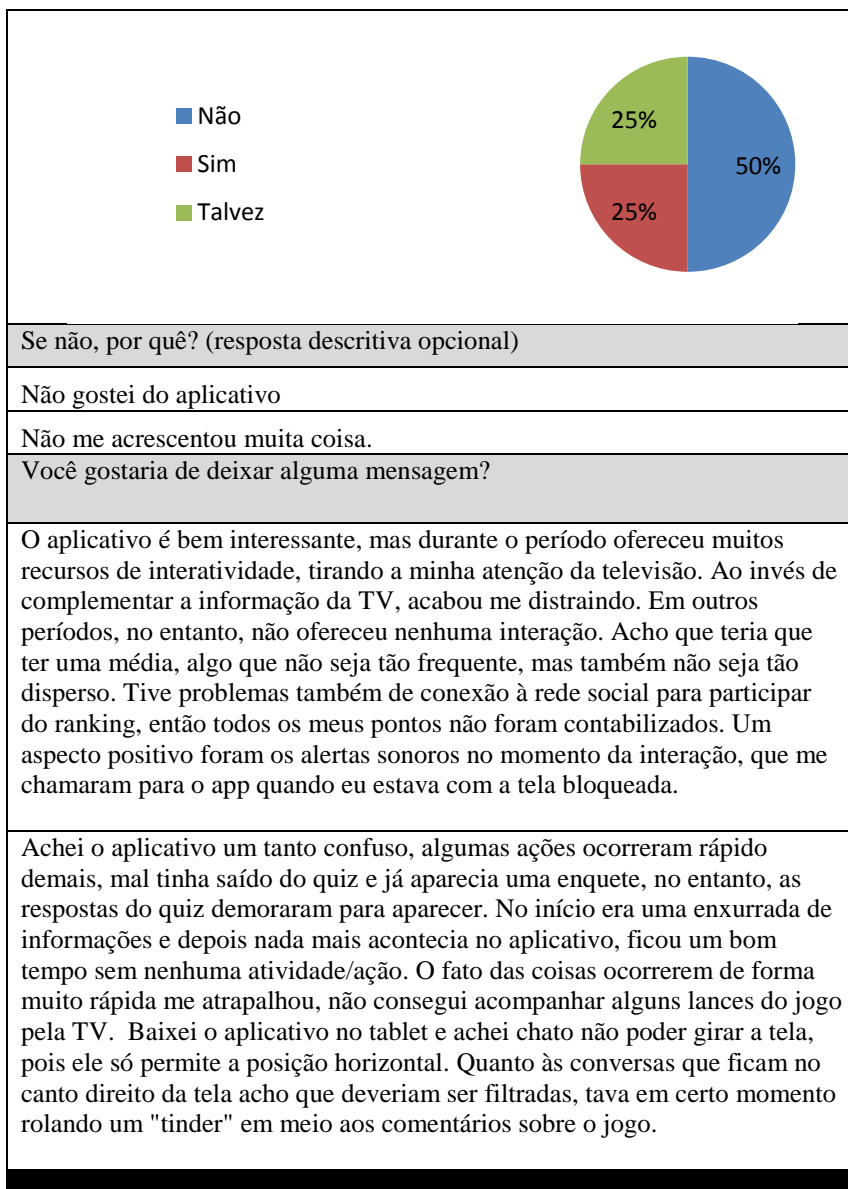 Não
Sim
Talvez
25%
50%
25%
Se não, por quê? (resposta descritiva opcional)
Não gostei do aplicativo
Não me acrescentou muita coisa.
Você gostaria de deixar alguma mensagem?
O aplicativo é bem interessante, mas durante o período ofereceu muitos
recursos de interatividade, tirando a minha atenção da televisão. Ao invés de
complementar a informação da TV, acabou me distraindo. Em outros
períodos, no entanto, não ofereceu nenhuma interação. Acho que teria que
ter uma média, algo que não seja tão frequente, mas também não seja tão
disperso. Tive problemas também de conexão à rede social para participar
do ranking, então todos os meus pontos não foram contabilizados. Um
aspecto positivo foram os alertas sonoros no momento da interação, que me
chamaram para o app quando eu estava com a tela bloqueada.
Achei o aplicativo um tanto confuso, algumas ações ocorreram rápido
demais, mal tinha saído do quiz e já aparecia uma enquete, no entanto, as
respostas do quiz demoraram para aparecer. No início era uma enxurrada de
informações e depois nada mais acontecia no aplicativo, ficou um bom
tempo sem nenhuma atividade/ação. O fato das coisas ocorrerem de forma
muito rápida me atrapalhou, não consegui acompanhar alguns lances do jogo
pela TV.  Baixei o aplicativo no tablet e achei chato não poder girar a tela,
pois ele só permite a posição horizontal. Quanto às conversas que ficam no
canto direito da tela acho que deveriam ser filtradas, tava em certo momento
rolando um "tinder" em meio aos comentários sobre o jogo.